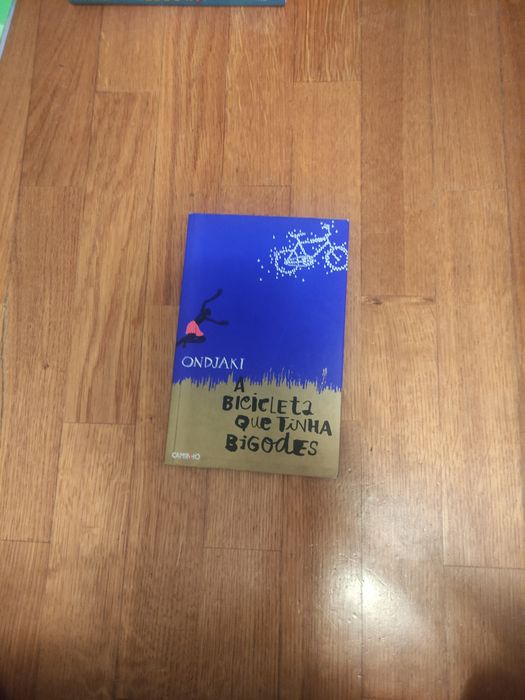 ONDJAKI
A
BICICLETA
QUE TINHA
BIGODES
CAMINHO